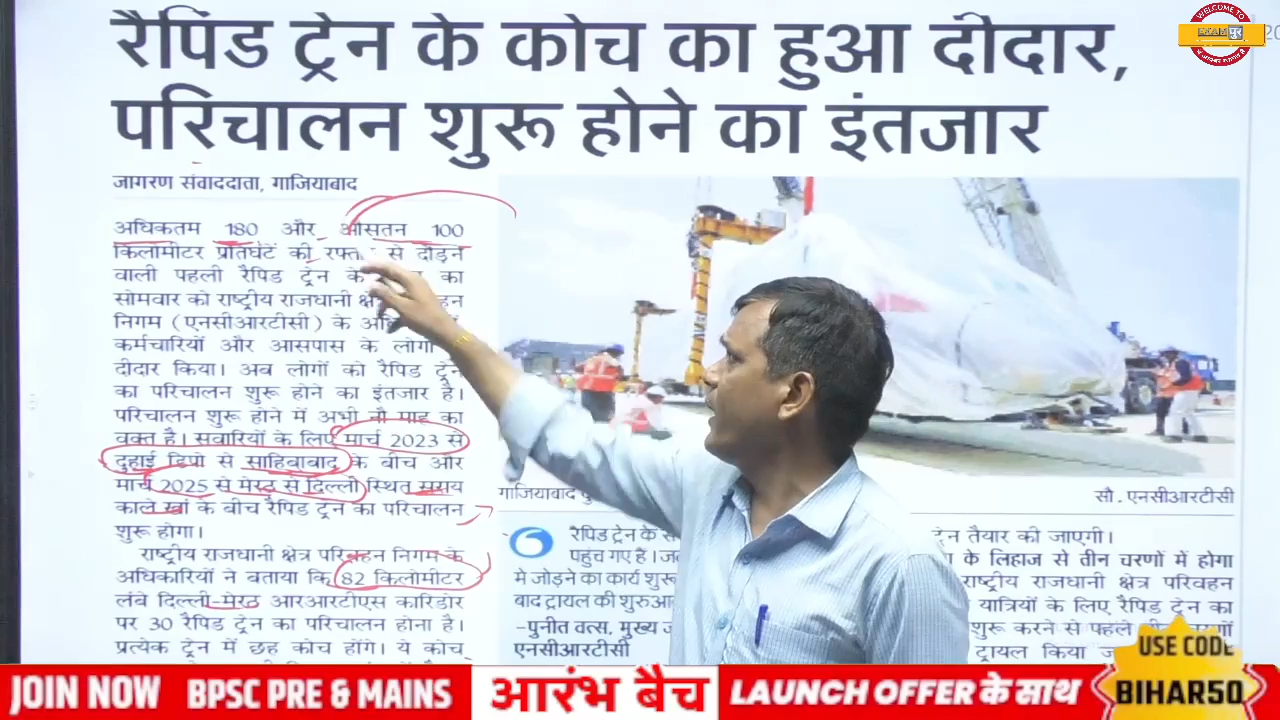 WELCOME TO
EXAMपुर
रैपिड ट्रेन के कोच का हुआ दीदार,
परिचालन शुरू होने का इंतजार
जागरण संवाददाता, गाजियाबाद
अधिकतम 180 और औसतन 100
किलोमीटर प्रतिघंटे की से दौड़ने
वाली पहली रैपिड ट्रेन के का
सोमवार को राष्ट्रीय राजधानी
निगम (एनसीआरटीसी) के
कर्मचारियों और आसपास के लोगों
दीदार किया। अब लोगों को रैपिड ट्रेन
का परिचालन शुरू होने का इंतजार है।
परिचालन शुरू होने में अभी नौ माह का
वक्त है। सवारियों के लिए मार्च 2023 से
दुहाई डिपो से साहिबाबाद के बीच और
मार्च 2025 से मेरठ से दिल्ली स्थित सराय
काले खां के बीच रैपिड ट्रेन का परिचालन
शुरू होगा।
राष्ट्रीय राजधानी क्षेत्र परिवहन निगम के
अधिकारियों ने बताया कि 82 किलोमीटर
लंबे दिल्ली-मेरठ आरआरटीएस कारिडोर
पर 30 रैपिड ट्रेन का परिचालन होना है।
प्रत्येक ट्रेन में छह कोच होंगे। ये कोच
गाजियाबाद
सौ. एनसीआरटीसी
रैपिड ट्रेन के
पहुंच गए है।
मे जोड़ने का कार्य शुरू
बाद ट्रायल की
-पुनीत वत्स, मुख्य
एनसीआरटीसी
ट्रेन तैयार की जाएगी।
के लिहाज से तीन चरणों में होगा
राष्ट्रीय राजधानी क्षेत्र परिवहन
यात्रियों के लिए रैपिड ट्रेन का
शुरू करने से पहले
ट्रायल किया
JOIN NOW BPSC PRE & MAINS आरंभ बैच LAUNCH OFFER के साथ
USE CODE
BIHAR50